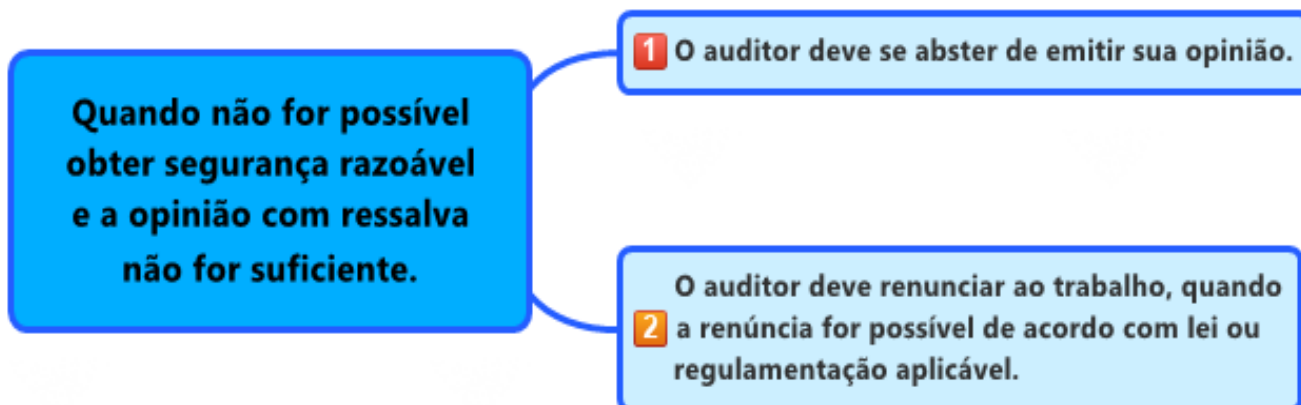 Quando não for possível
obter segurança razoável
e a opinião com ressalva
não for suficiente.
1 O auditor deve se abster de emitir sua opinião.
O auditor deve renunciar ao trabalho, quando
2 a renúncia for possível de acordo com lei ou
regulamentação aplicável.